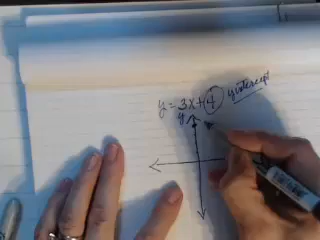 y = 3x + 4 y intercept
y